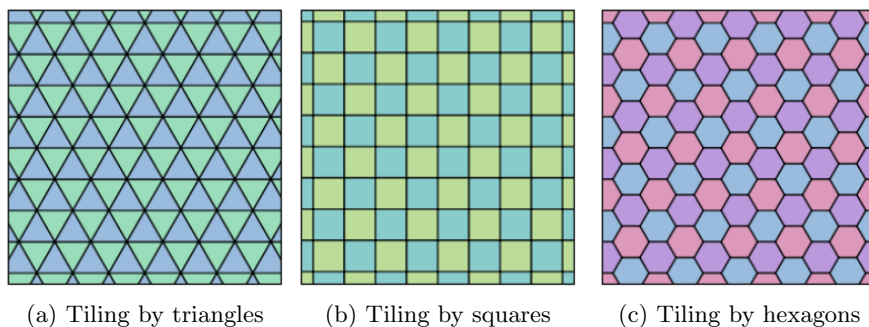 (a) Tiling by triangles
(b) Tiling by squares
(c) Tiling by hexagons